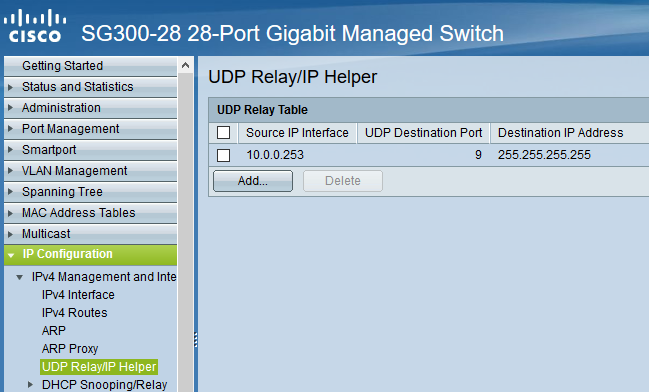 CISCO SG300-28 28-Port Gigabit Managed Switch
Getting Started
Status and Statistics
Administration
Port Management
Smartport
VLAN Management
Spanning Tree
MAC Address Tables
Multicast
IP Configuration
IPv4 Management and Inte
IPv4 Interface
IPv4 Routes
ARP
ARP Proxy
UDP Relay/IP Helper
DHCP Snooping/Relay
UDP Relay/IP Helper
UDP Relay Table
Source IP Interface UDP Destination Port Destination IP Address
10.0.0.253 9 255.255.255.255
Add... Delete